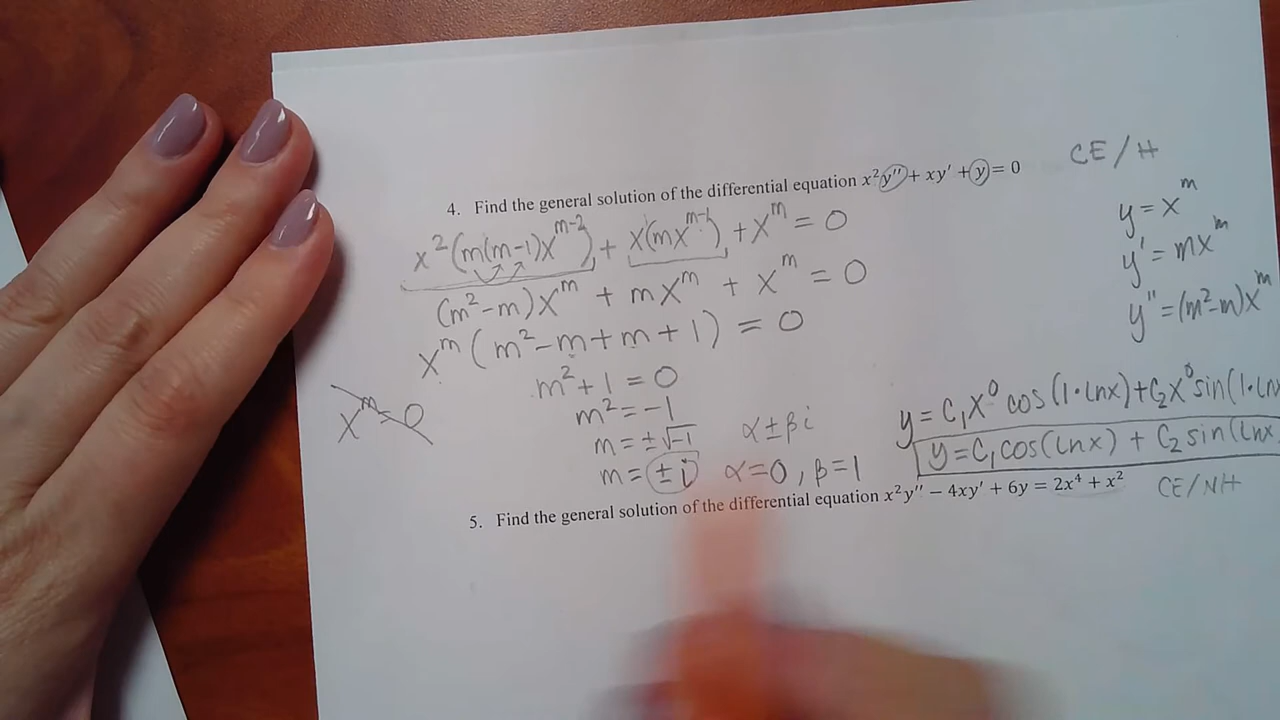 CE/H
4. Find the general solution of the differential equation x²y'' + xy' + y = 0
x²(m(m-1)x^{m-2}) + x(mx^{m-1}) + x^m = 0
(m²-m)x^m + mx^m + x^m = 0
x^m(m²-m+m+1) = 0
m²+1 = 0
m² = -1
m = ±√-1
m = ±i
x^m = 0
α±βi
α=0, β=1
y = x^m
y' = mx^m
y'' = (m²-m)x^m
y = C₁x⁰cos(1·lnx)+C₂x⁰sin(1·ln
y = C₁cos(lnx) + C₂sin(lnx
5. Find the general solution of the differential equation x²y'' − 4xy' + 6y = 2x⁴ + x²
CE/NH